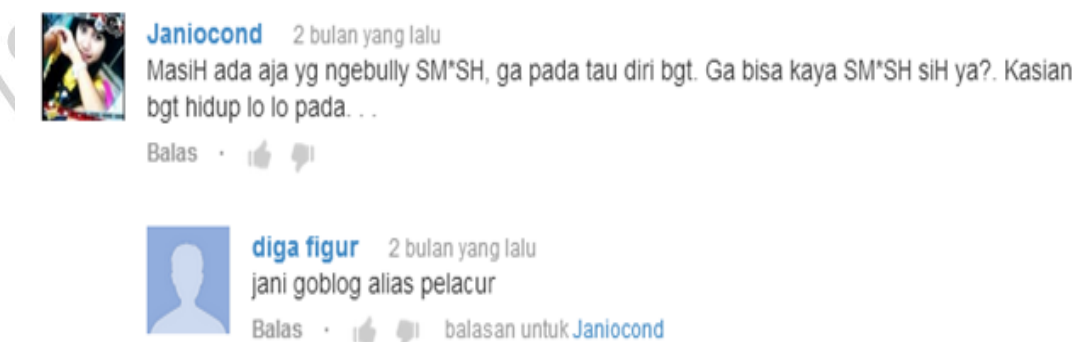 Janiocond 2 bulan yang lalu
MasiH ada aja yg ngebully SM*SH, ga pada tau diri bgt. Ga bisa kaya SM*SH siH ya?. Kasian
bgt hidup lo lo pada. . .
Balas ·
diga figur 2 bulan yang lalu
jani goblog alias pelacur
Balas · balasan untuk Janiocond